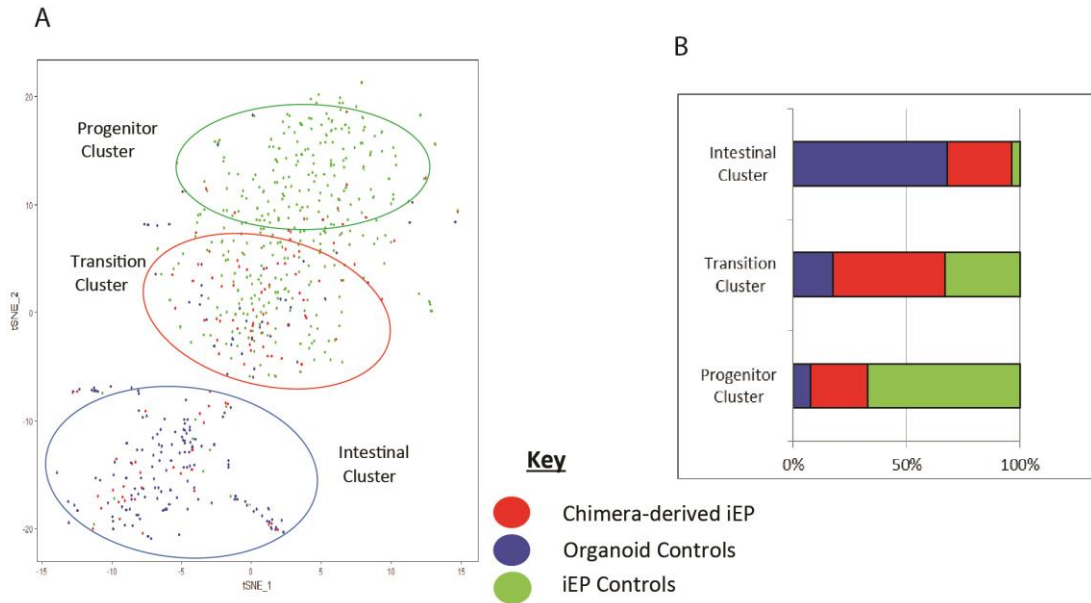 A
20
10
0
-10
-20
tSNE_2
-15
-10
-5
0
5
10
15
tSNE_1
Progenitor
Cluster
Transition
Cluster
Intestinal
Cluster
B
Intestinal
Cluster
Transition
Cluster
Progenitor
Cluster
0%
50%
100%
Key
Chimera-derived iEP
Organoid Controls
iEP Controls